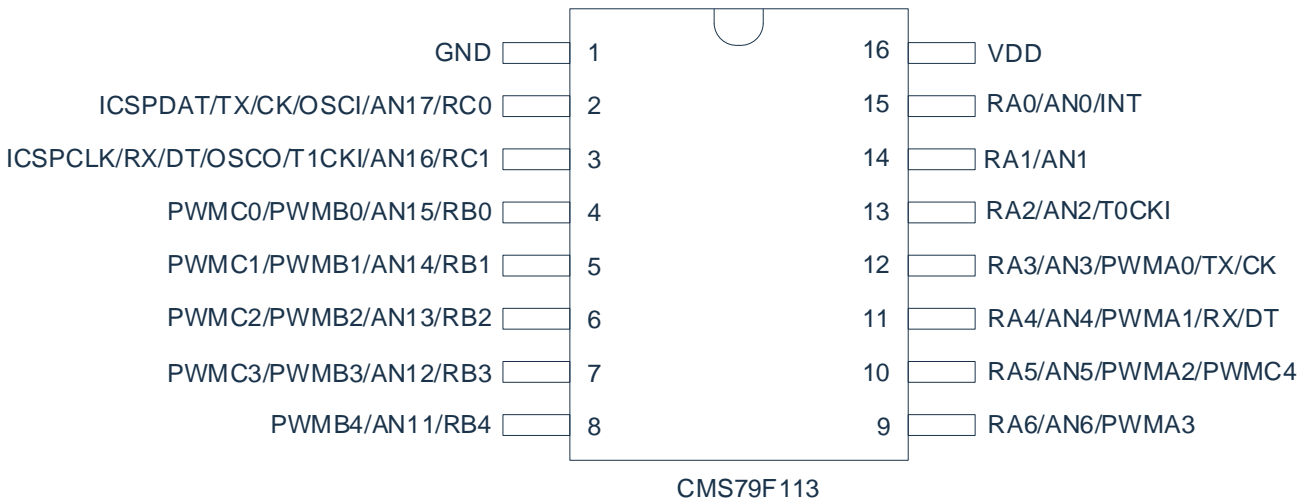 GND 1 16 VDD
ICSPDAT/TX/CK/OSCI/AN17/RC0 2 15 RA0/AN0/INT
ICSPCLK/RX/DT/OSCO/T1CKI/AN16/RC1 3 14 RA1/AN1
PWMC0/PWMB0/AN15/RB0 4 13 RA2/AN2/T0CKI
PWMC1/PWMB1/AN14/RB1 5 12 RA3/AN3/PWMA0/TX/CK
PWMC2/PWMB2/AN13/RB2 6 11 RA4/AN4/PWMA1/RX/DT
PWMC3/PWMB3/AN12/RB3 7 10 RA5/AN5/PWMA2/PWMC4
PWMB4/AN11/RB4 8 9 RA6/AN6/PWMA3
CMS79F113